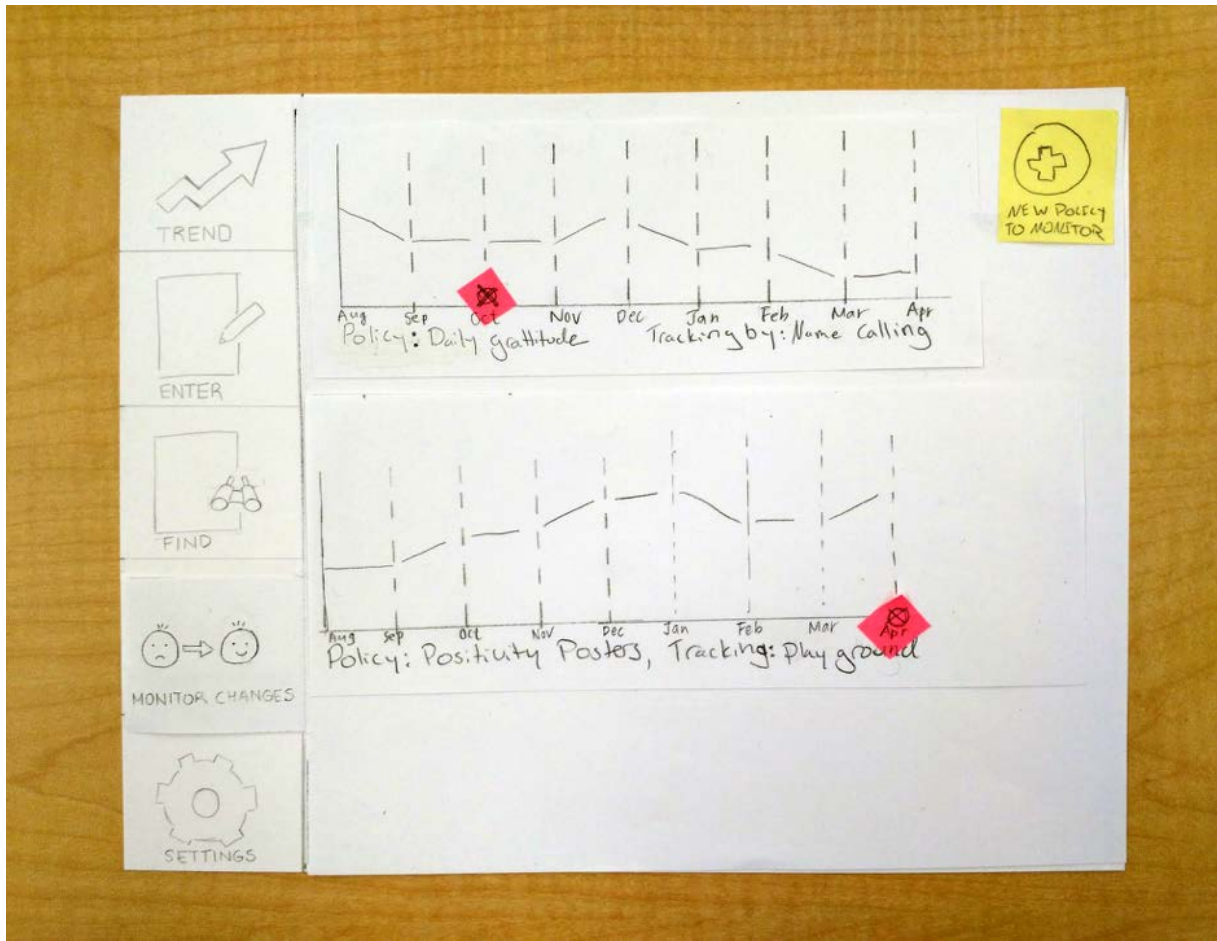 TREND
ENTER
FIND
MONITOR CHANGES
SETTINGS
Aug Sep Oct Nov Dec Jan Feb Mar Apr
Policy: Daily grattitude Tracking by: Name calling
Aug Sep Oct Nov Dec Jan Feb Mar Apr
Policy: Positivity Posters, Tracking: Play ground
NEW POLICY
TO MONITOR